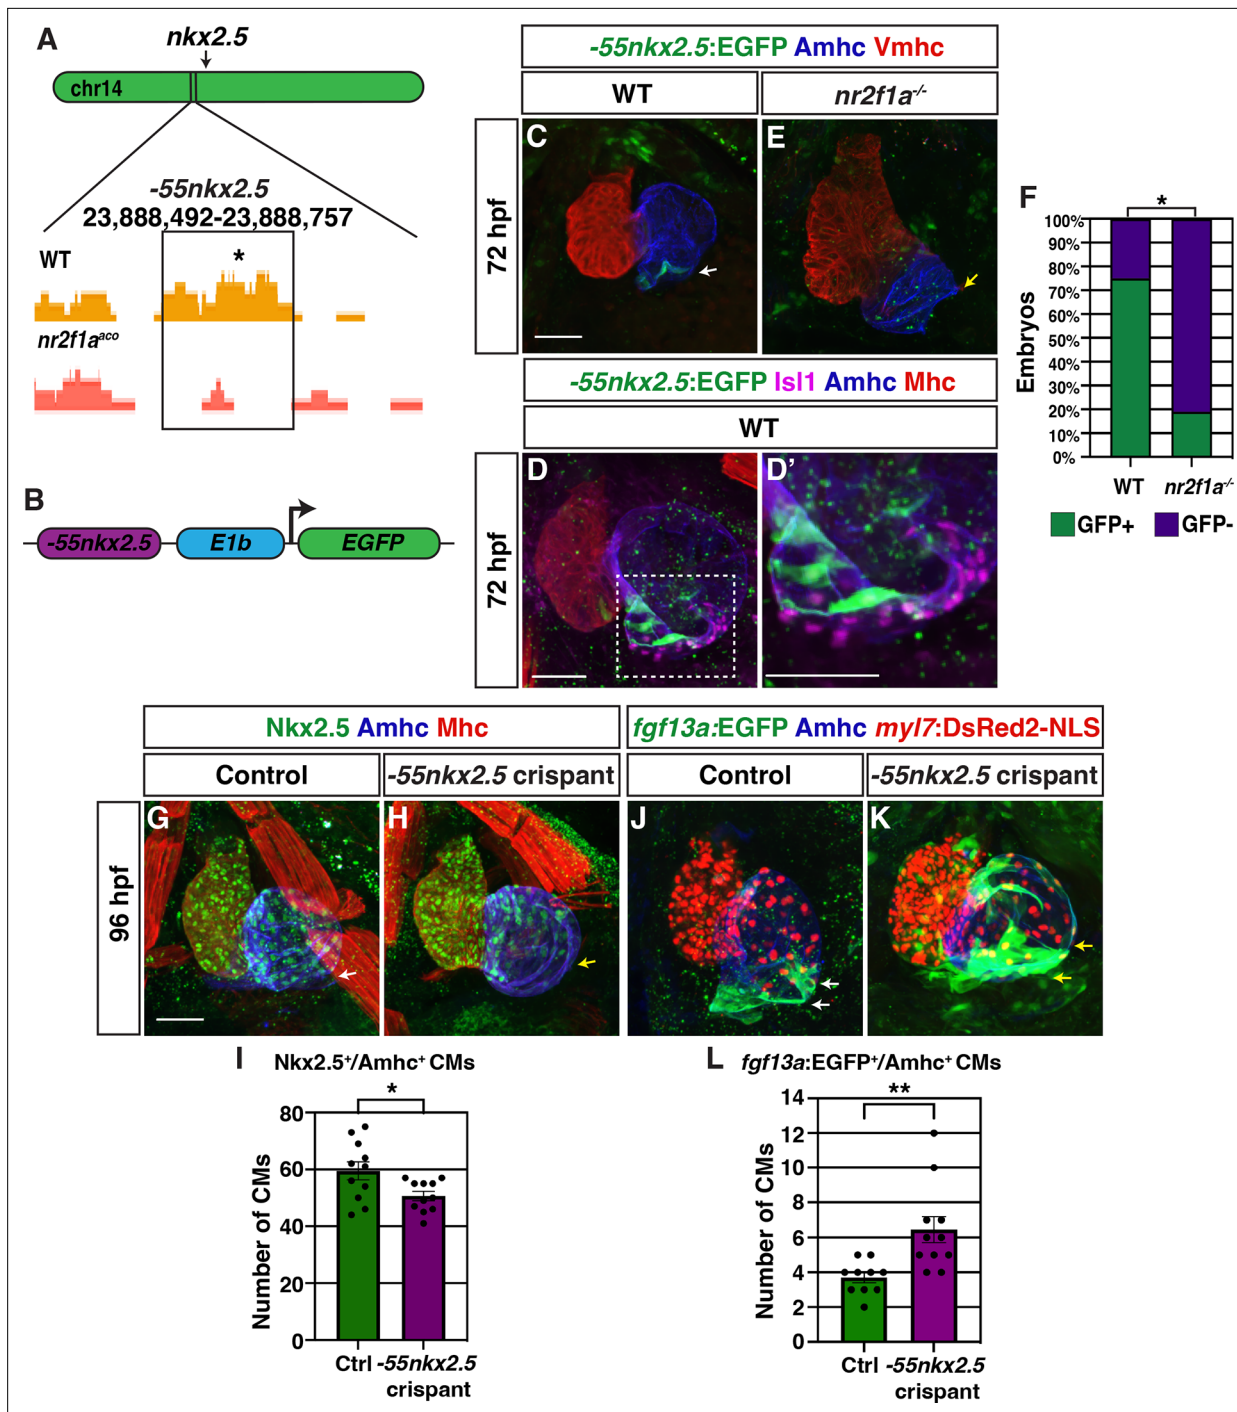 A
nkx2.5
chr14
-55nkx2.5
23,888,492-23,888,757
WT
*
nr2f1a^aco
B
-55nkx2.5 E1b EGFP
-55nkx2.5:EGFP Amhc Vmhc
WT nr2f1a-/-
72 hpf
C E
-55nkx2.5:EGFP Isl1 Amhc Mhc
WT
72 hpf
D D’
F
*
Embryos
100%
90%
80%
70%
60%
50%
40%
30%
20%
10%
0%
WT nr2f1a-/-
GFP+ GFP-
Nkx2.5 Amhc Mhc
Control -55nkx2.5 crispant
96 hpf
G H
fgf13a:EGFP Amhc myl7:DsRed2-NLS
Control -55nkx2.5 crispant
J K
I Nkx2.5+/Amhc+ CMs
*
Number of CMs
80
60
40
20
0
Ctrl -55nkx2.5
crispant
L fgf13a:EGFP+/Amhc+ CMs
**
Number of CMs
14
12
10
8
6
4
2
0
Ctrl -55nkx2.5
crispant